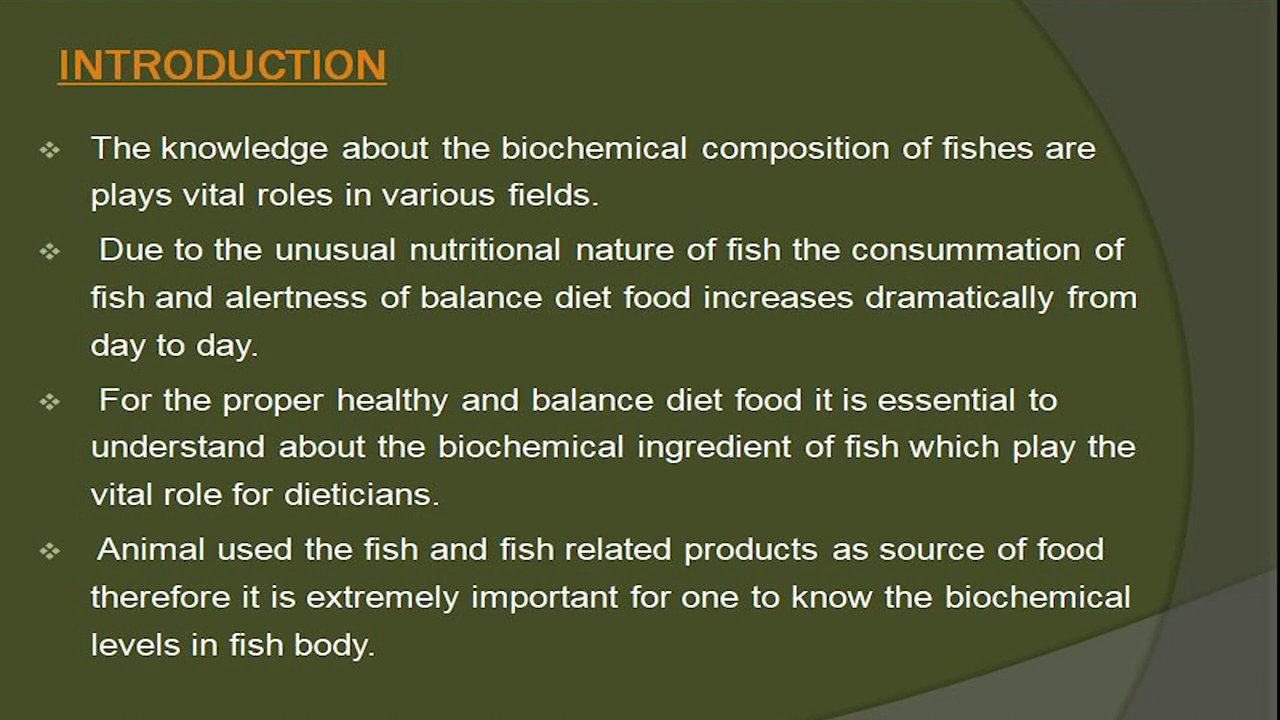 INTRODUCTION
The knowledge about the biochemical composition of fishes are
plays vital roles in various fields.
Due to the unusual nutritional nature of fish the consummation of
fish and alertness of balance diet food increases dramatically from
day to day.
For the proper healthy and balance diet food it is essential to
understand about the biochemical ingredient of fish which play the
vital role for dieticians.
Animal used the fish and fish related products as source of food
therefore it is extremely important for one to know the biochemical
levels in fish body.